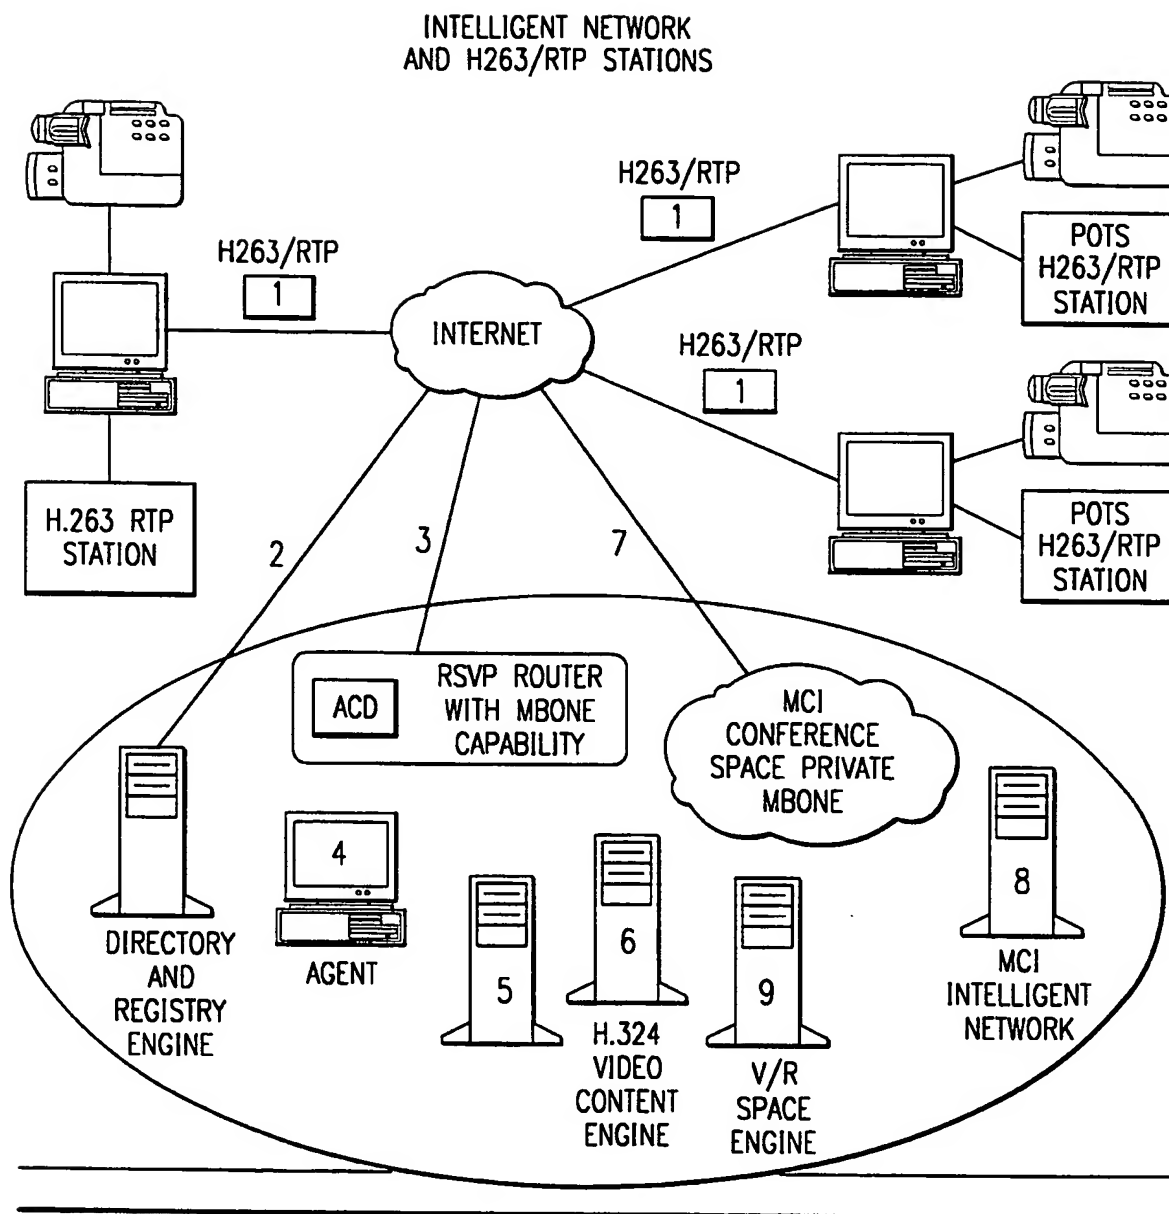 INTELLIGENT NETWORK
AND H263/RTP STATIONS
H263/RTP
1
H263/RTP
1
INTERNET
H263/RTP
1
POTS
H263/RTP
STATION
H.263 RTP
STATION
POTS
H263/RTP
STATION
2
3
7
ACD
RSVP ROUTER
WITH MBONE
CAPABILITY
MCI
CONFERENCE
SPACE PRIVATE
MBONE
DIRECTORY
AND
REGISTRY
ENGINE
4
AGENT
5
6
H.324
VIDEO
CONTENT
ENGINE
9
V/R
SPACE
ENGINE
8
MCI
INTELLIGENT
NETWORK